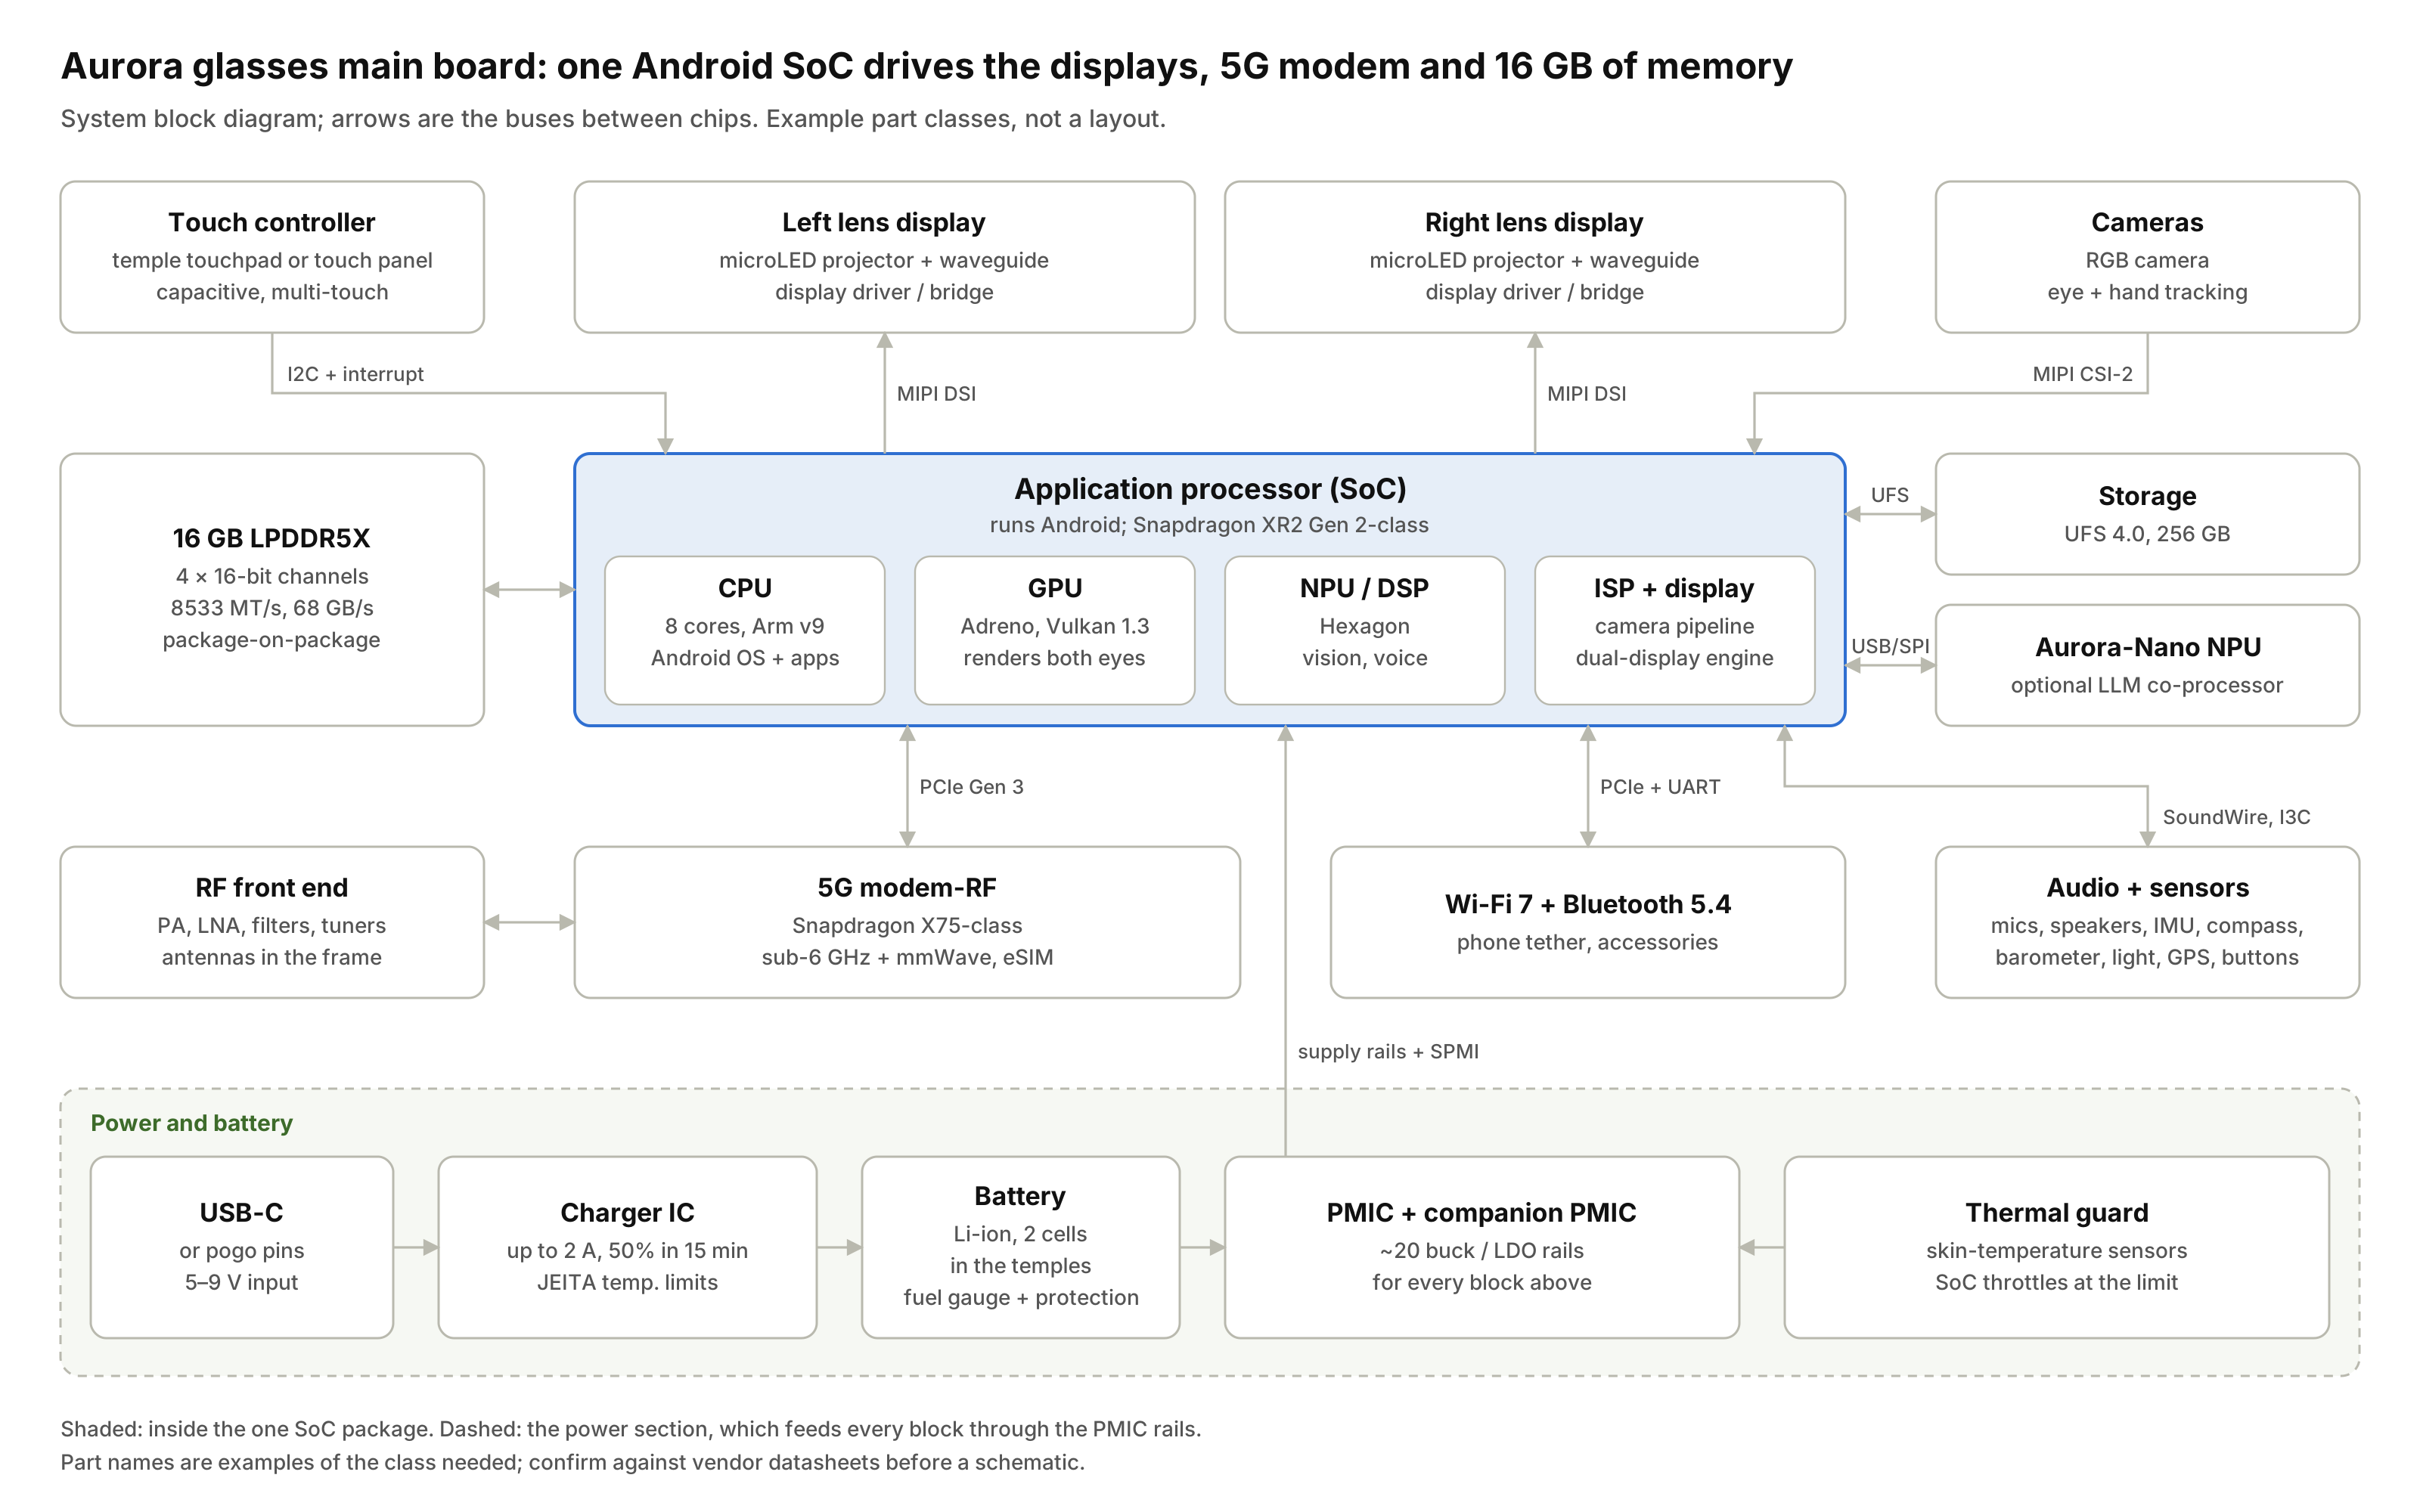 Aurora glasses main board: one Android SoC drives the displays, 5G modem and 16 GB of memory
System block diagram; arrows are the buses between chips. Example part classes, not a layout.
Touch controller
temple touchpad or touch panel
capacitive, multi-touch
Left lens display
microLED projector + waveguide
display driver / bridge
Right lens display
microLED projector + waveguide
display driver / bridge
Cameras
RGB camera
eye + hand tracking
I2C + interrupt
MIPI DSI
MIPI DSI
MIPI CSI-2
16 GB LPDDR5X
4 × 16-bit channels
8533 MT/s, 68 GB/s
package-on-package
Application processor (SoC)
runs Android; Snapdragon XR2 Gen 2-class
CPU
8 cores, Arm v9
Android OS + apps
GPU
Adreno, Vulkan 1.3
renders both eyes
NPU / DSP
Hexagon
vision, voice
ISP + display
camera pipeline
dual-display engine
UFS
Storage
UFS 4.0, 256 GB
USB/SPI
Aurora-Nano NPU
optional LLM co-processor
PCIe Gen 3
PCIe + UART
SoundWire, I3C
RF front end
PA, LNA, filters, tuners
antennas in the frame
5G modem-RF
Snapdragon X75-class
sub-6 GHz + mmWave, eSIM
Wi-Fi 7 + Bluetooth 5.4
phone tether, accessories
Audio + sensors
mics, speakers, IMU, compass,
barometer, light, GPS, buttons
supply rails + SPMI
Power and battery
USB-C
or pogo pins
5–9 V input
Charger IC
up to 2 A, 50% in 15 min
JEITA temp. limits
Battery
Li-ion, 2 cells
in the temples
fuel gauge + protection
PMIC + companion PMIC
~20 buck / LDO rails
for every block above
Thermal guard
skin-temperature sensors
SoC throttles at the limit
Shaded: inside the one SoC package. Dashed: the power section, which feeds every block through the PMIC rails.
Part names are examples of the class needed; confirm against vendor datasheets before a schematic.